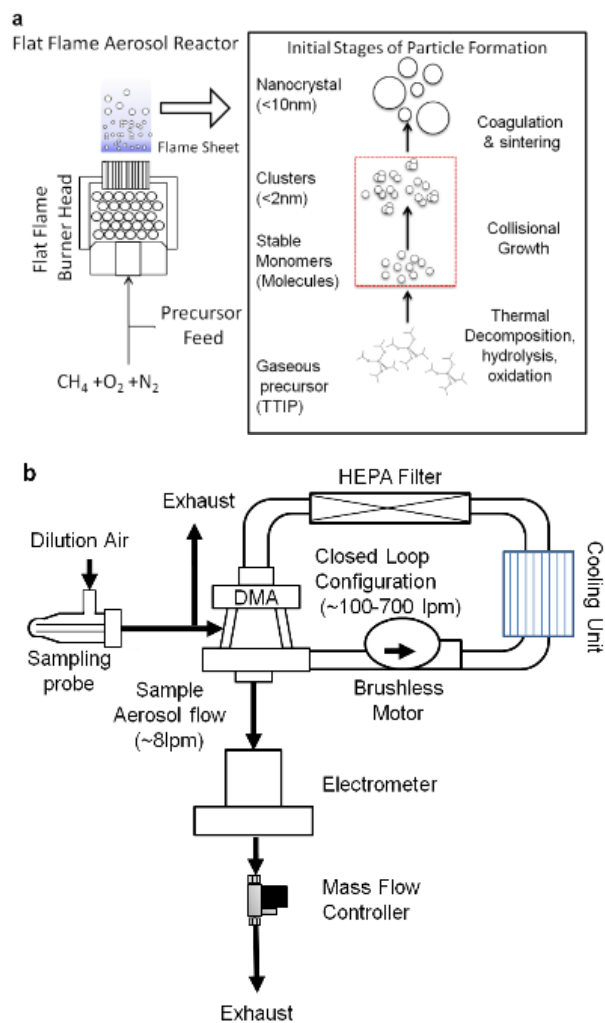 a
Flat Flame Aerosol Reactor
Flame Sheet
Flat Flame
Burner Head
Precursor
Feed
CH₄ +O₂ +N₂
Initial Stages of Particle Formation
Nanocrystal
(<10nm)
Coagulation
& sintering
Clusters
(<2nm)
Collisional
Growth
Stable
Monomers
(Molecules)
Thermal
Decomposition,
hydrolysis,
oxidation
Gaseous
precursor
(TTIP)
b
HEPA Filter
Exhaust
Dilution Air
Closed Loop
Configuration
(~100-700 lpm)
DMA
Cooling Unit
Sampling
probe
Brushless
Motor
Sample
Aerosol flow
(~8lpm)
Electrometer
Mass Flow
Controller
Exhaust